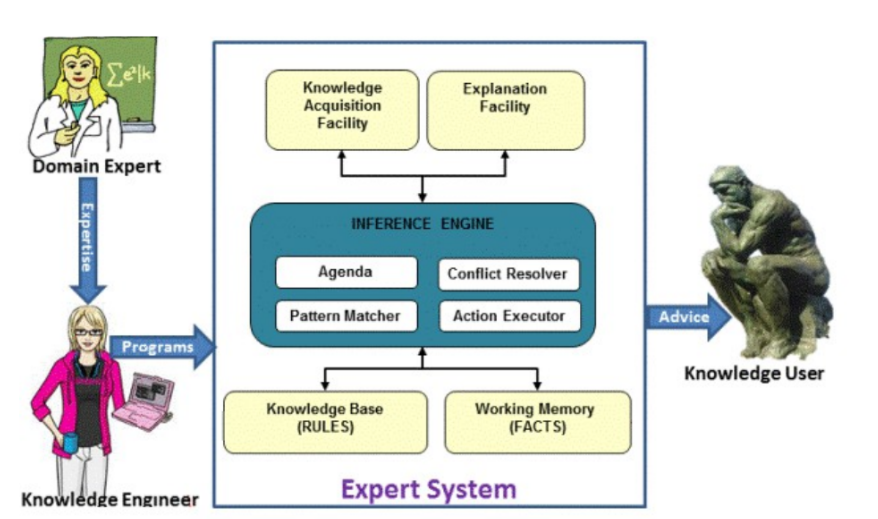 ∑e²|k
Domain Expert
Expertise
Knowledge Engineer
Programs
Knowledge
Acquisition
Facility
Explanation
Facility
INFERENCE ENGINE
Agenda
Conflict Resolver
Pattern Matcher
Action Executor
Knowledge Base
(RULES)
Working Memory
(FACTS)
Expert System
Advice
Knowledge User